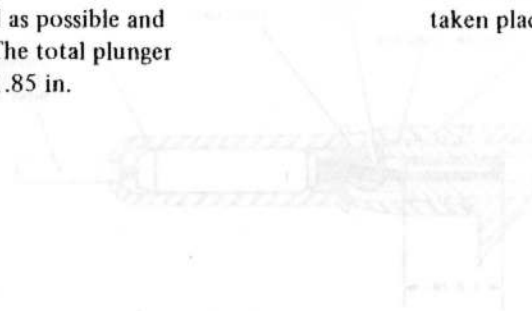 as possible and
The total plunger
.85 in.
taken plac